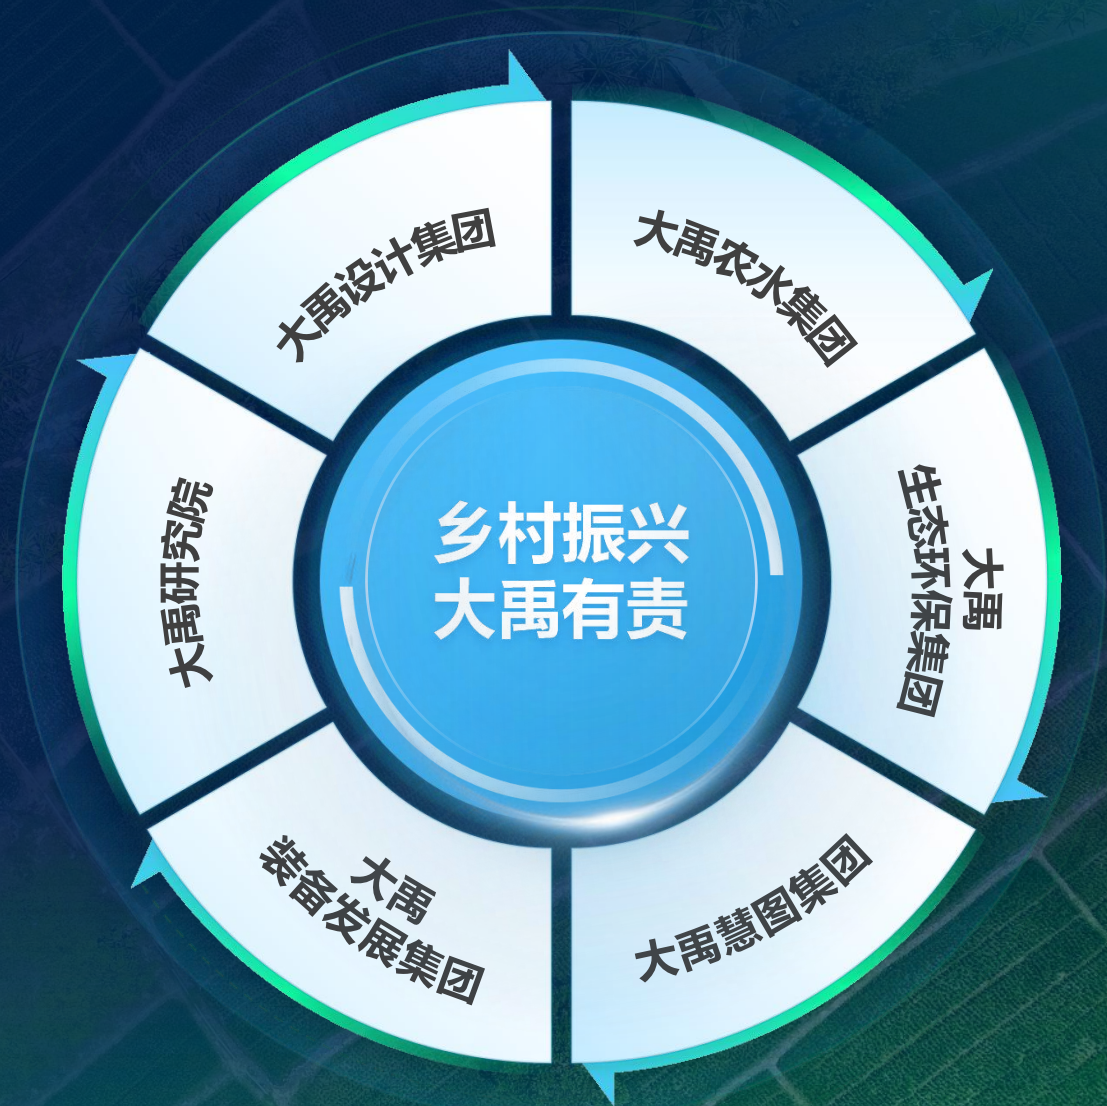 大禹设计集团
大禹农水集团
大禹
生态环保集团
大禹慧图集团
大禹
装备发展集团
大禹研究院
乡村振兴
大禹有责